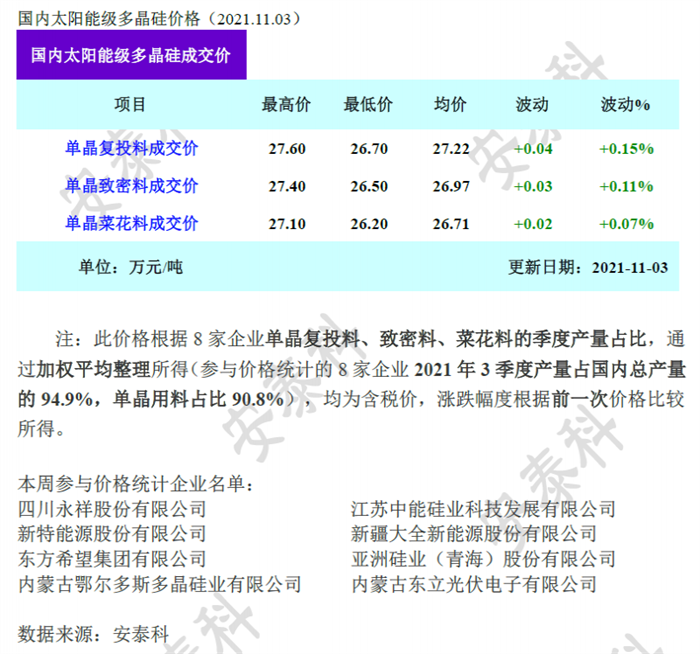 国内太阳能级多晶硅价格（2021.11.03）
国内太阳能级多晶硅成交价
项目 最高价 最低价 均价 波动 波动%
单晶复投料成交价 27.60 26.70 27.22 +0.04 +0.15%
单晶致密料成交价 27.40 26.50 26.97 +0.03 +0.11%
单晶菜花料成交价 27.10 26.20 26.71 +0.02 +0.07%
单位：万元/吨 更新日期：2021-11-03
注：此价格根据 8 家企业单晶复投料、致密料、菜花料的季度产量占比，通
过加权平均整理所得（参与价格统计的 8 家企业 2021 年 3 季度产量占国内总产量
的 94.9%，单晶用料占比 90.8%），均为含税价，涨跌幅度根据前一次价格比较
所得。
本周参与价格统计企业名单：
四川永祥股份有限公司 江苏中能硅业科技发展有限公司
新特能源股份有限公司 新疆大全新能源股份有限公司
东方希望集团有限公司 亚洲硅业（青海）股份有限公司
内蒙古鄂尔多斯多晶硅业有限公司 内蒙古东立光伏电子有限公司
数据来源：安泰科
安泰科
安泰科
安泰科
安泰科
安泰科